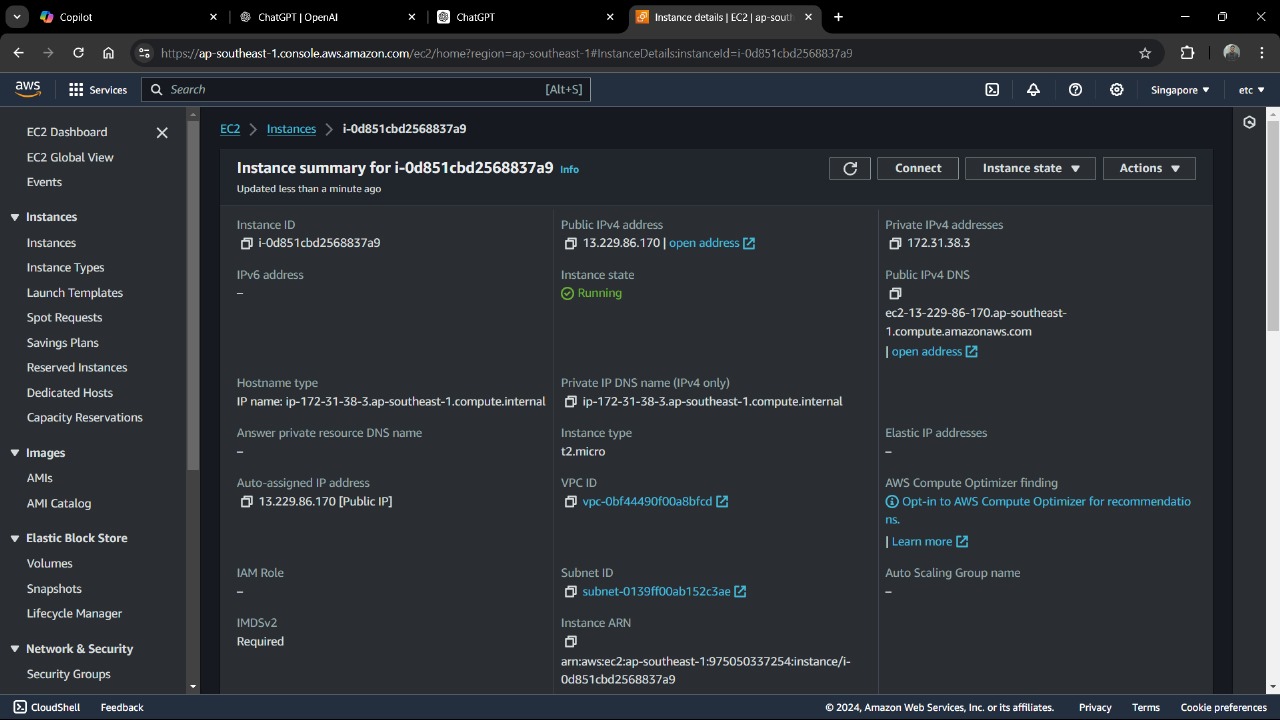 Copilot
ChatGPT | OpenAI
ChatGPT
Instance details | EC2 | ap-south
https://ap-southeast-1.console.aws.amazon.com/ec2/home?region=ap-southeast-1#InstanceDetails:instanceId=i-0d851cbd2568837a9
aws
Services
Search
[Alt+S]
Singapore
etc
EC2 Dashboard
EC2 Global View
Events
Instances
Instances
Instance Types
Launch Templates
Spot Requests
Savings Plans
Reserved Instances
Dedicated Hosts
Capacity Reservations
Images
AMIs
AMI Catalog
Elastic Block Store
Volumes
Snapshots
Lifecycle Manager
Network & Security
Security Groups
EC2 > Instances > i-0d851cbd2568837a9
Instance summary for i-0d851cbd2568837a9 Info
Updated less than a minute ago
Connect
Instance state
Actions
Instance ID
i-0d851cbd2568837a9
Public IPv4 address
13.229.86.170 | open address
Private IPv4 addresses
172.31.38.3
IPv6 address
–
Instance state
Running
Public IPv4 DNS
ec2-13-229-86-170.ap-southeast-
1.compute.amazonaws.com
| open address
Hostname type
IP name: ip-172-31-38-3.ap-southeast-1.compute.internal
Private IP DNS name (IPv4 only)
ip-172-31-38-3.ap-southeast-1.compute.internal
Answer private resource DNS name
–
Instance type
t2.micro
Elastic IP addresses
–
Auto-assigned IP address
13.229.86.170 [Public IP]
VPC ID
vpc-0bf44490f00a8bfcd
AWS Compute Optimizer finding
Opt-in to AWS Compute Optimizer for recommendatio
ns.
| Learn more
IAM Role
–
Subnet ID
subnet-0139ff00ab152c3ae
Auto Scaling Group name
–
IMDSv2
Required
Instance ARN
arn:aws:ec2:ap-southeast-1:975050337254:instance/i-
0d851cbd2568837a9
CloudShell
Feedback
© 2024, Amazon Web Services, Inc. or its affiliates.
Privacy
Terms
Cookie preferences